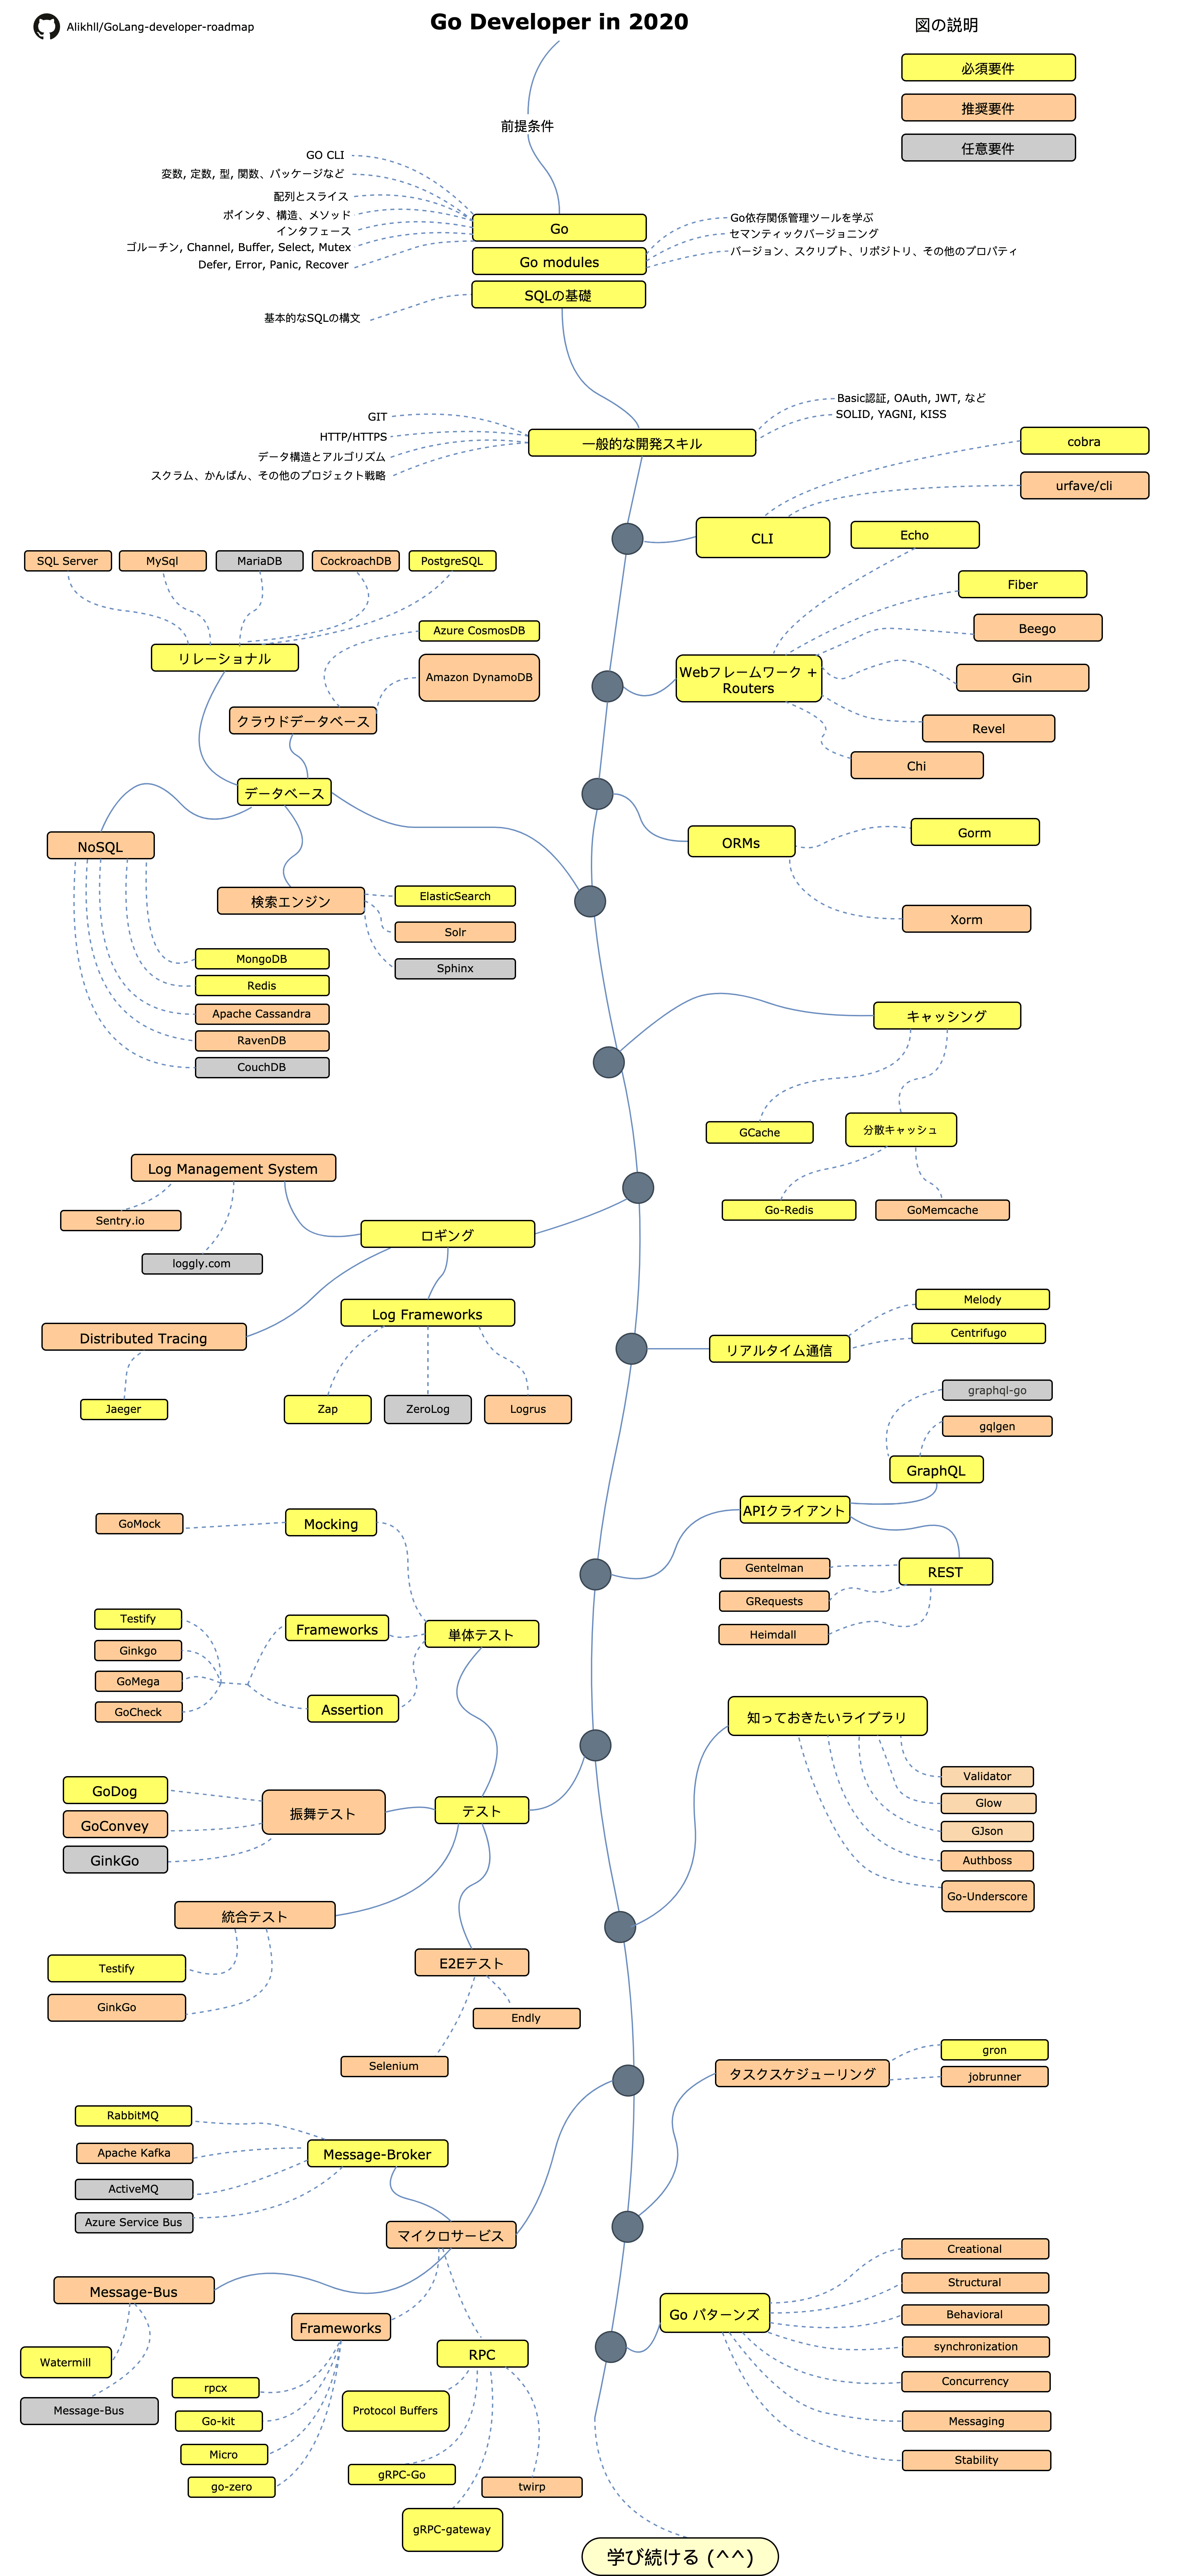 Alikhll/GoLang-developer-roadmap
Go Developer in 2020
図の説明
必須要件
推奨要件
任意要件
前提条件
GO CLI
変数, 定数, 型, 関数、パッケージなど
配列とスライス
ポインタ、構造、メソッド
インタフェース
ゴルーチン, Channel, Buffer, Select, Mutex
Defer, Error, Panic, Recover
Go
Go依存関係管理ツールを学ぶ
セマンティックバージョニング
バージョン、スクリプト、リポジトリ、その他のプロパティ
Go modules
SQLの基礎
基本的なSQLの構文
GIT
HTTP/HTTPS
データ構造とアルゴリズム
スクラム、かんばん、その他のプロジェクト戦略
一般的な開発スキル
Basic認証, OAuth, JWT, など
SOLID, YAGNI, KISS
cobra
urfave/cli
CLI
Echo
Fiber
Beego
Gin
Revel
Chi
Webフレームワーク +
Routers
SQL Server
MySql
MariaDB
CockroachDB
PostgreSQL
リレーショナル
Azure CosmosDB
Amazon DynamoDB
クラウドデータベース
データベース
NoSQL
検索エンジン
ElasticSearch
Solr
Sphinx
MongoDB
Redis
Apache Cassandra
RavenDB
CouchDB
ORMs
Gorm
Xorm
キャッシング
GCache
分散キャッシュ
Go-Redis
GoMemcache
Log Management System
Sentry.io
loggly.com
ロギング
Log Frameworks
Distributed Tracing
Jaeger
Zap
ZeroLog
Logrus
リアルタイム通信
Melody
Centrifugo
graphql-go
gqlgen
GraphQL
APIクライアント
REST
Gentelman
GRequests
Heimdall
GoMock
Mocking
Testify
Ginkgo
GoMega
GoCheck
Frameworks
単体テスト
Assertion
知っておきたいライブラリ
Validator
Glow
GJson
Authboss
Go-Underscore
GoDog
GoConvey
GinkGo
振舞テスト
テスト
統合テスト
Testify
GinkGo
E2Eテスト
Endly
Selenium
タスクスケジューリング
gron
jobrunner
RabbitMQ
Apache Kafka
ActiveMQ
Azure Service Bus
Message-Broker
マイクロサービス
Message-Bus
Watermill
Message-Bus
Frameworks
rpcx
Go-kit
Micro
go-zero
RPC
Protocol Buffers
gRPC-Go
twirp
gRPC-gateway
Go パターンズ
Creational
Structural
Behavioral
synchronization
Concurrency
Messaging
Stability
学び続ける (^^)